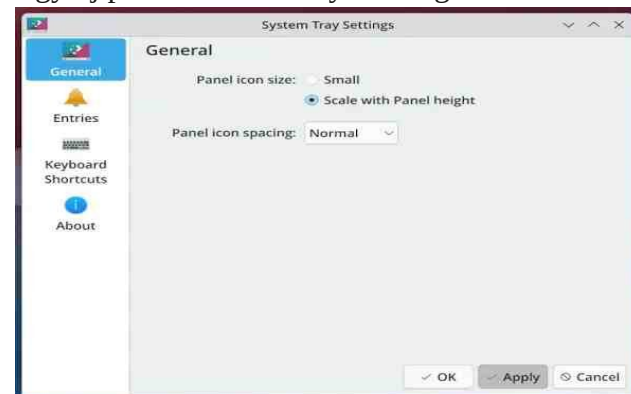 System Tray Settings
General
General
Panel icon size: Small
Scale with Panel height
Entries
Panel icon spacing: Normal
Keyboard
Shortcuts
About
OK Apply Cancel